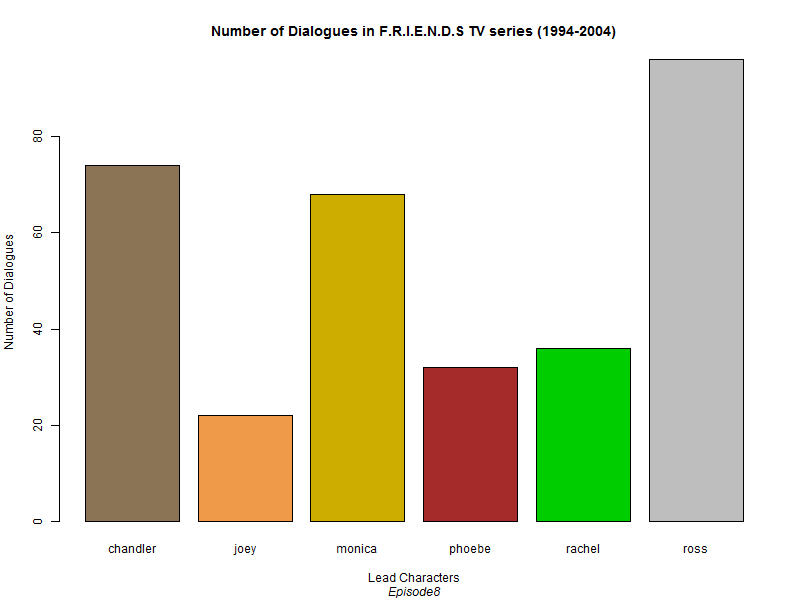 Number of Dialogues in F.R.I.E.N.D.S TV series (1994-2004)
Number of Dialogues
80
60
40
20
0
chandler joey monica phoebe rachel ross
Lead Characters
Episode8